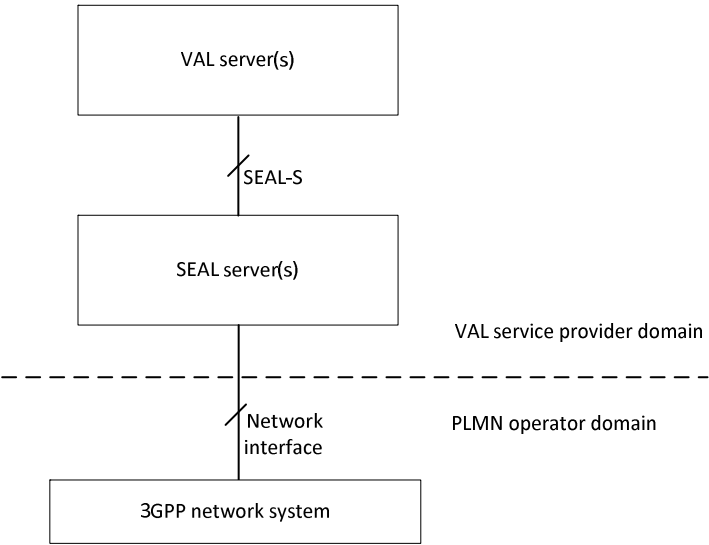 VAL server(s)
SEAL-S
SEAL server(s)
VAL service provider domain
Network
interface
PLMN operator domain
3GPP network system